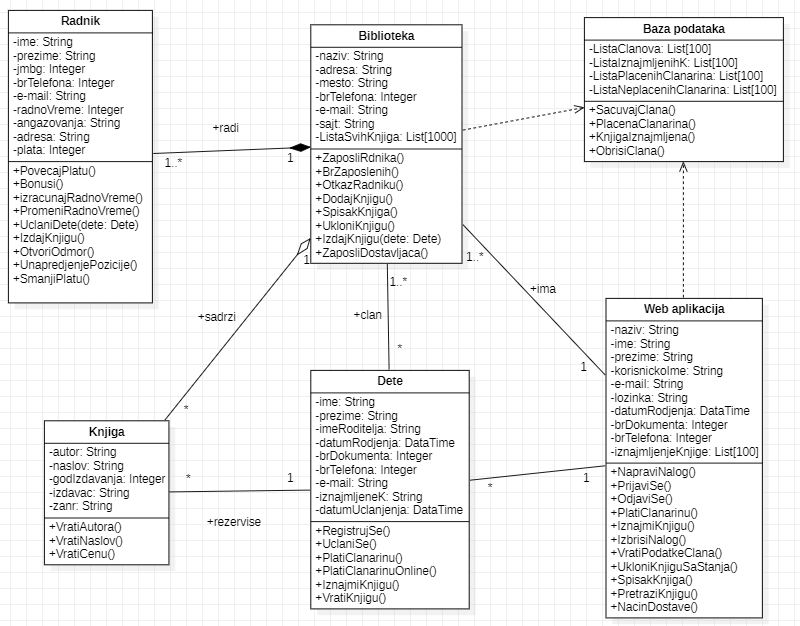 Radnik
-ime: String
-prezime: String
-jmbg: Integer
-brTelefona: Integer
-e-mail: String
-radnoVreme: Integer
-angazovanja: String
-adresa: String
-plata: Integer
+PovecajPlatu()
+Bonusi()
+izracunajRadnoVreme()
+PromeniRadnoVreme()
+UclaniDete(dete: Dete)
+IzdajKnjigu()
+OtvoriOdmor()
+UnapredjenjePozicije()
+SmanjiPlatu()
+radi
1..*
1
Biblioteka
-naziv: String
-adresa: String
-mesto: String
-brTelefona: Integer
-e-mail: String
-sajt: String
-ListaSvihKnjiga: List[1000]
+ZaposliRdnika()
+BrZaposlenih()
+OtkazRadniku()
+DodajKnjigu()
+SpisakKnjiga()
+UkloniKnjigu()
+IzdajKnjigu(dete: Dete)
+ZaposliDostavljaca()
Baza podataka
-ListaClanova: List[100]
-ListaIznajmljenihK: List[100]
-ListaPlacenihClanarina: List[100]
-ListaNeplacenihClanarina: List[100]
+SacuvajClana()
+PlacenaClanarina()
+KnjigaIznajmljena()
+ObrisiClana()
1
+sadrzi
*
1..*
+clan
*
1..*
+ima
1
Web aplikacija
-naziv: String
-ime: String
-prezime: String
-korisnickoIme: String
-e-mail: String
-lozinka: String
-datumRodjenja: DataTime
-brDokumenta: Integer
-brTelefona: Integer
-iznajmljenjeKnjige: List[100]
+NapraviNalog()
+PrijaviSe()
+OdjaviSe()
+PlatiClanarinu()
+IznajmiKnjigu()
+IzbrisiNalog()
+VratiPodatkeClana()
+UkloniKnjiguSaStanja()
+SpisakKnjiga()
+PretraziKnjigu()
+NacinDostave()
Knjiga
-autor: String
-naslov: String
-godIzdavanja: Integer
-izdavac: String
-zanr: String
+VratiAutora()
+VratiNaslov()
+VratiCenu()
*
1
+rezervise
Dete
-ime: String
-prezime: String
-imeRoditelja: String
-datumRodjenja: DataTime
-brDokumenta: Integer
-brTelefona: Integer
-e-mail: String
-iznajmljeneK: String
-datumUclanjenja: DataTime
+RegistrujSe()
+UclaniSe()
+PlatiClanarinu()
+PlatiClanarinuOnline()
+IznajmiKnjigu()
+VratiKnjigu()
*
1